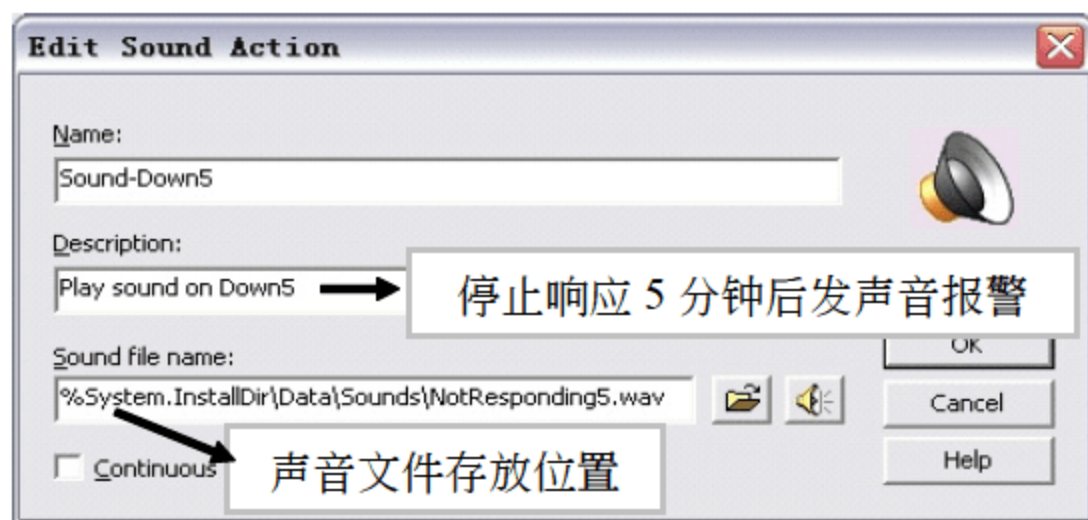 Edit Sound Action
Name:
Sound-Down5
Description:
Play sound on Down5
停止响应 5 分钟后发声音报警
Sound file name:
OK
%System.InstallDir\Data\Sounds\NotResponding5.wav
Cancel
Continuous
声音文件存放位置
Help